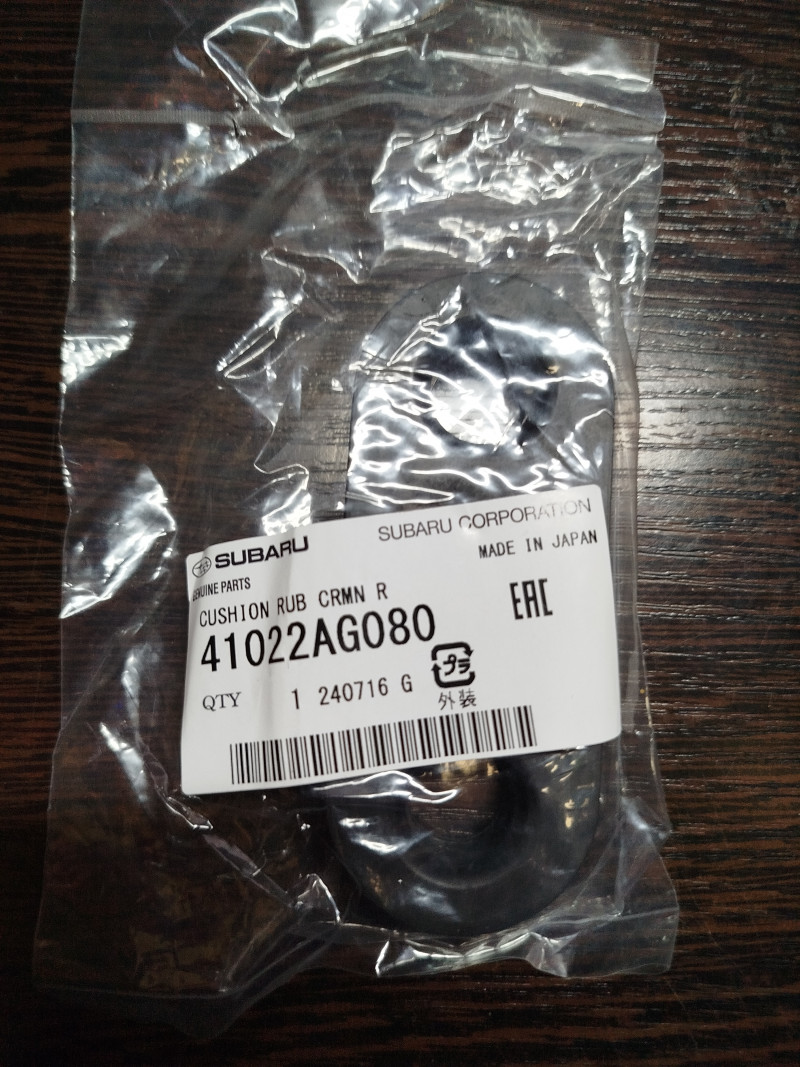 SUBARU
SUBARU CORPORATION
GENUINE PARTS
MADE IN JAPAN
CUSHION RUB CRMN R
EAC
41022AG080
プラ
QTY 1 240716 G
外装